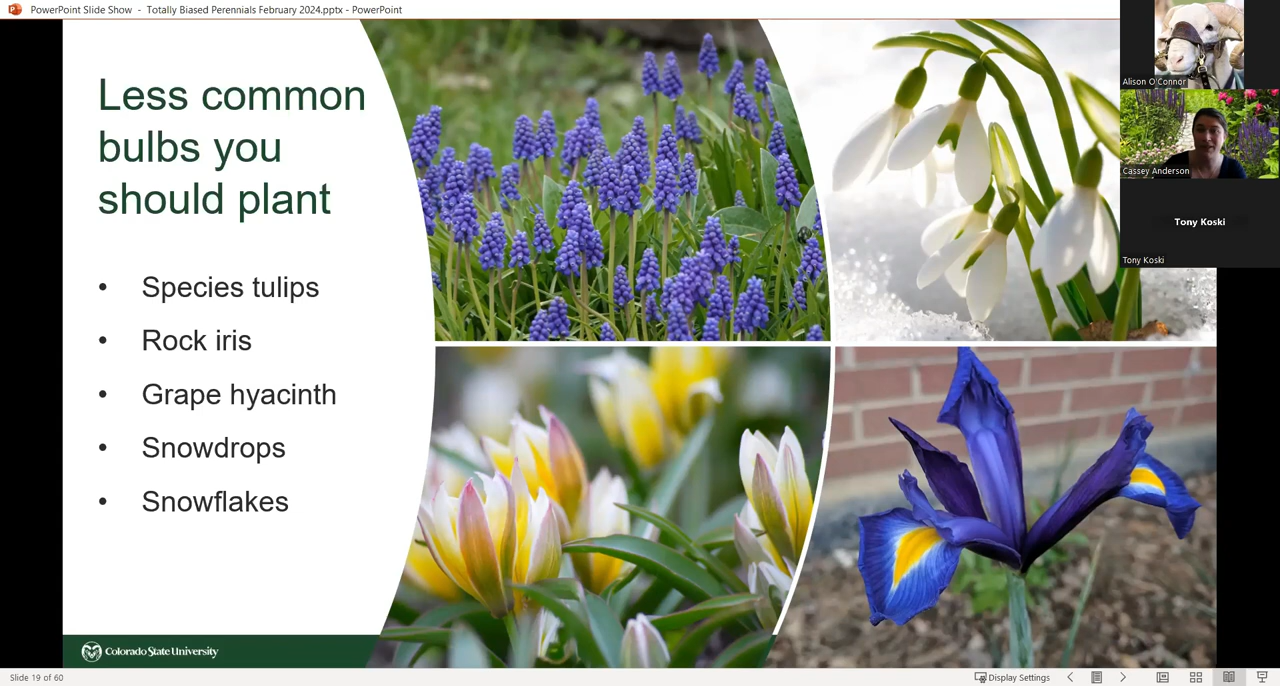 PowerPoint Slide Show - Totally Biased Perennials February 2024.pptx - PowerPoint
Less common
bulbs you
should plant
• Species tulips
• Rock iris
• Grape hyacinth
• Snowdrops
• Snowflakes
Colorado State University
Alison O'Connor
Cassey Anderson
Tony Koski
Tony Koski
Slide 19 of 60
Display Settings